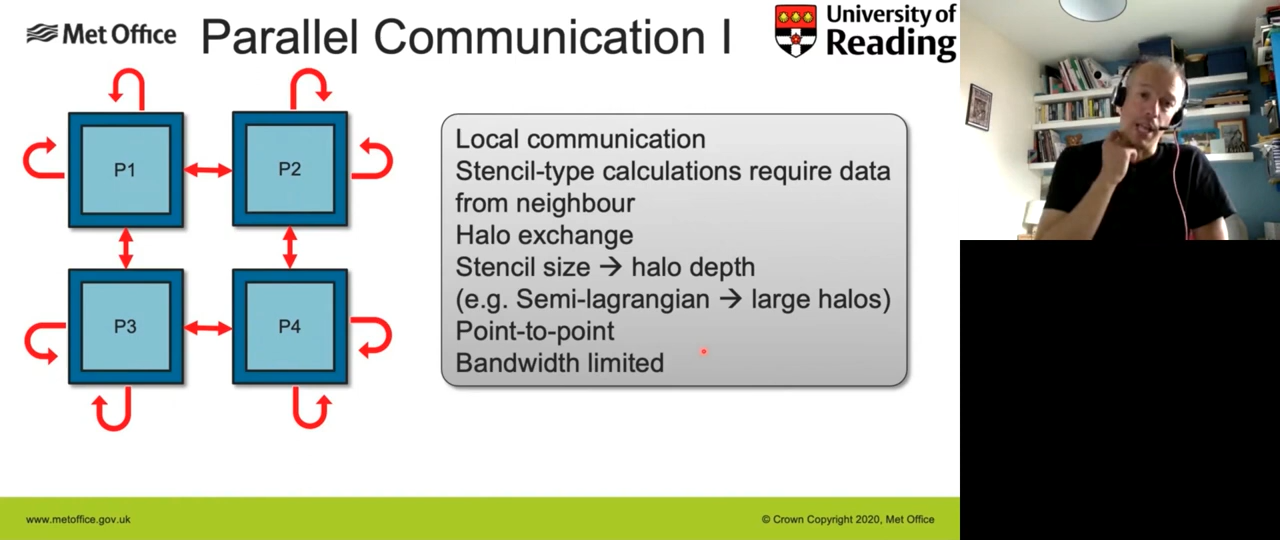 Met Office
Parallel Communication I
University of
Reading
P1
P2
P3
P4
Local communication
Stencil-type calculations require data
from neighbour
Halo exchange
Stencil size → halo depth
(e.g. Semi-lagrangian → large halos)
Point-to-point
Bandwidth limited
www.metoffice.gov.uk
© Crown Copyright 2020, Met Office